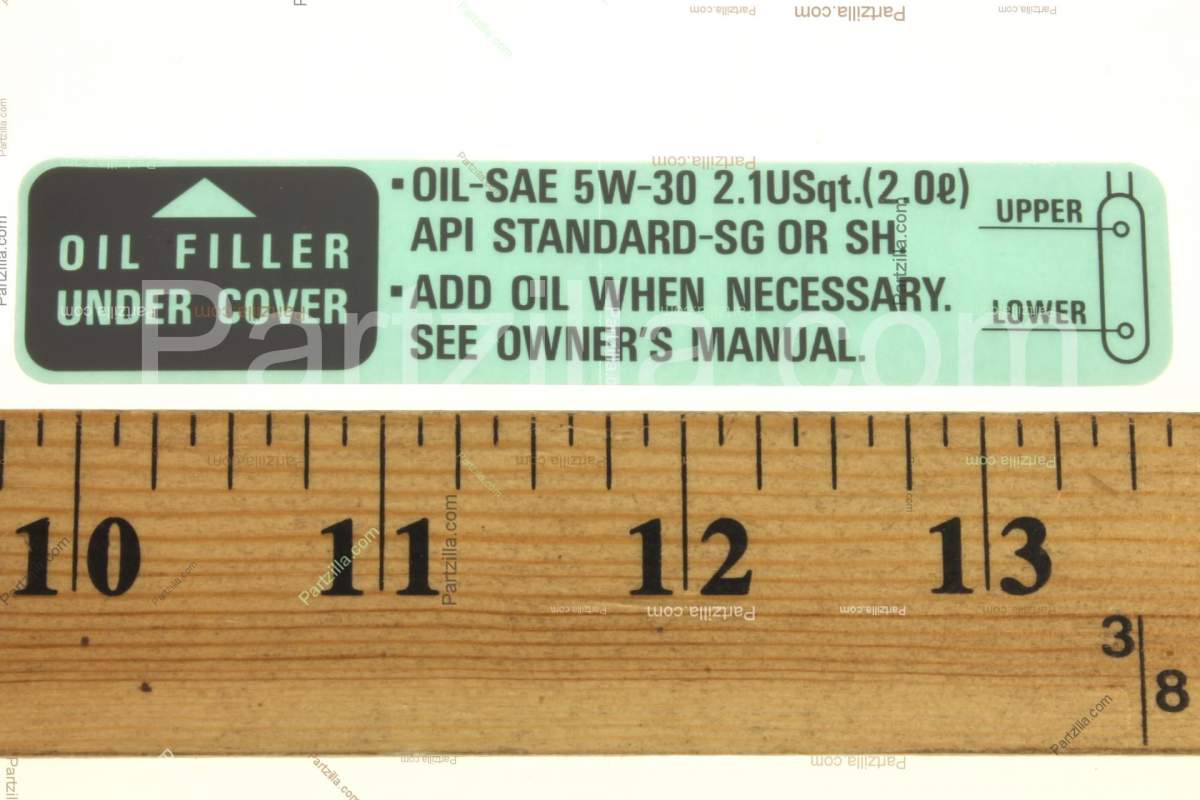 OIL FILLER
UNDER COVER
▪OIL-SAE 5W-30 2.1USqt.(2.0ℓ)
API STANDARD-SG OR SH.
▪ADD OIL WHEN NECESSARY.
SEE OWNER'S MANUAL.
UPPER
LOWER
Partzilla.com
10 11 12 13
3
8